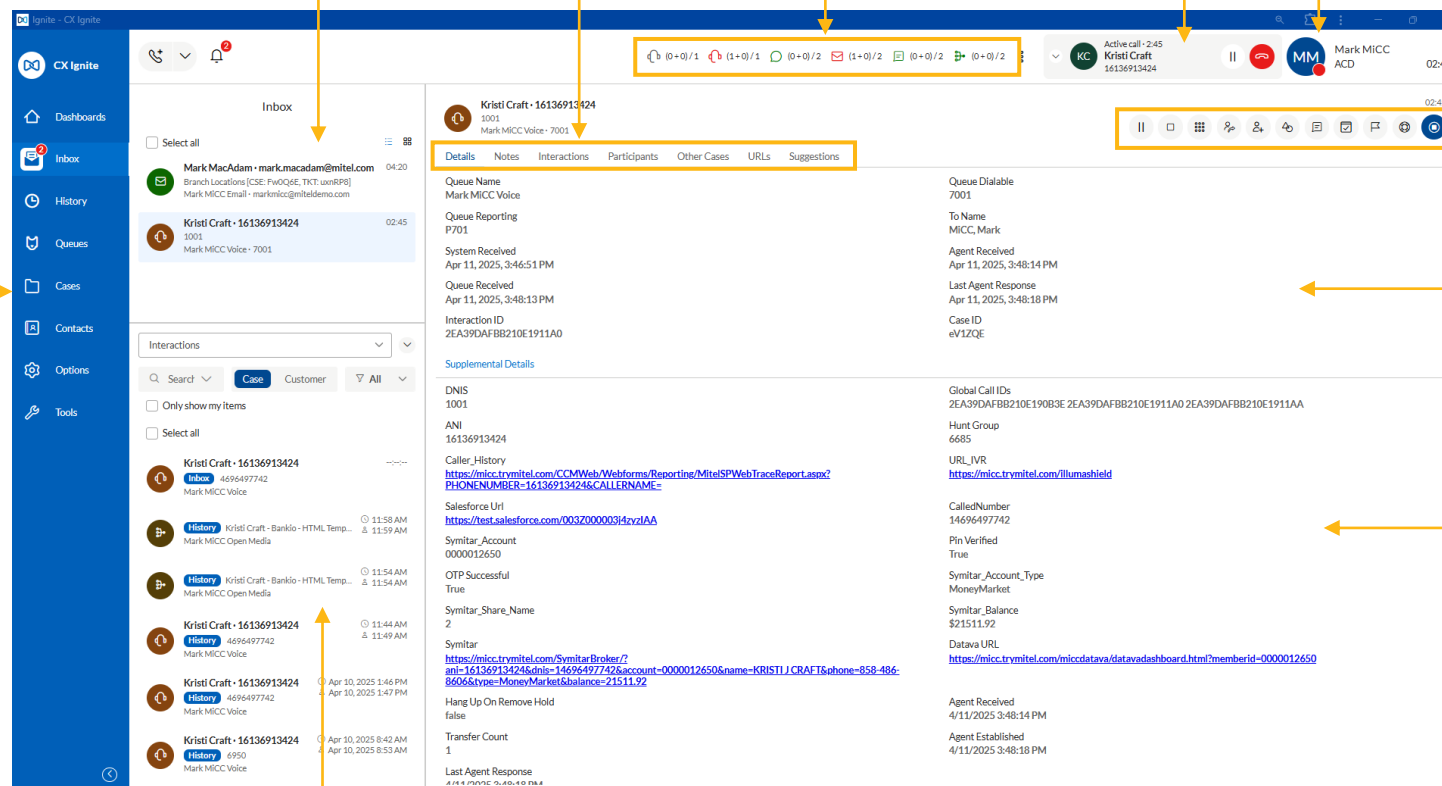 Ignite - CX Ignite
CX Ignite
2
(0+0)/1
(1+0)/1
(0+0)/2
(1+0)/2
(0+0)/2
(0+0)/2
KC
Active call · 2:45
Kristi Craft
16136913424
MM
Mark MiCC
ACD
Dashboards
2
Inbox
History
Queues
Cases
Contacts
Options
Tools
Inbox
Select all
Mark MacAdam · mark.macadam@mitel.com
04:20
Branch Locations [CSE: Fw0Q6E, TKT: uxnRP8]
Mark MiCC Email · markmicc@miteldemo.com
Kristi Craft · 16136913424
02:45
1001
Mark MiCC Voice · 7001
Interactions
Search
Case
Customer
All
Only show my items
Select all
Kristi Craft · 16136913424
--:--:--
Inbox 4696497742
Mark MiCC Voice
History Kristi Craft - Bankio - HTML Temp...
11:58 AM
11:59 AM
Mark MiCC Open Media
History Kristi Craft - Bankio - HTML Temp...
11:54 AM
11:54 AM
Mark MiCC Open Media
Kristi Craft · 16136913424
11:44 AM
History 4696497742
11:49 AM
Mark MiCC Voice
Kristi Craft · 16136913424
Apr 10, 2025 1:46 PM
History 4696497742
Apr 10, 2025 1:47 PM
Mark MiCC Voice
Kristi Craft · 16136913424
Apr 10, 2025 8:42 AM
History 6950
Apr 10, 2025 8:53 AM
Mark MiCC Voice
Kristi Craft · 16136913424
1001
Mark MiCC Voice · 7001
Details
Notes
Interactions
Participants
Other Cases
URLs
Suggestions
Queue Name
Mark MiCC Voice
Queue Dialable
7001
Queue Reporting
P701
To Name
MiCC, Mark
System Received
Apr 11, 2025, 3:46:51 PM
Agent Received
Apr 11, 2025, 3:48:14 PM
Queue Received
Apr 11, 2025, 3:48:13 PM
Last Agent Response
Apr 11, 2025, 3:48:18 PM
Interaction ID
2EA39DAFBB210E1911A0
Case ID
eV1ZQE
Supplemental Details
DNIS
1001
Global Call IDs
2EA39DAFBB210E190B3E 2EA39DAFBB210E1911A0 2EA39DAFBB210E1911AA
ANI
16136913424
Hunt Group
6685
Caller_History
https://micc.trymitel.com/CCMWeb/Webforms/Reporting/MitelSPWebTraceReport.aspx?
PHONENUMBER=16136913424&CALLERNAME=
URL_IVR
https://micc.trymitel.com/illumashield
Salesforce Url
https://test.salesforce.com/003Z000003j4zyzIAA
CalledNumber
14696497742
Symitar_Account
0000012650
Pin Verified
True
OTP Successful
True
Symitar_Account_Type
MoneyMarket
Symitar_Share_Name
2
Symitar_Balance
$21511.92
Symitar
https://micc.trymitel.com/SymitarBroker/?
ani=16136913424&dnis=14696497742&account=0000012650&name=KRISTI J CRAFT&phone=858-486-
8606&type=MoneyMarket&balance=21511.92
Datava URL
https://micc.trymitel.com/miccdatava/datavadashboard.html?memberid=0000012650
Hang Up On Remove Hold
false
Agent Received
4/11/2025 3:48:14 PM
Transfer Count
1
Agent Established
4/11/2025 3:48:18 PM
Last Agent Response
4/11/2025 3:48:18 PM